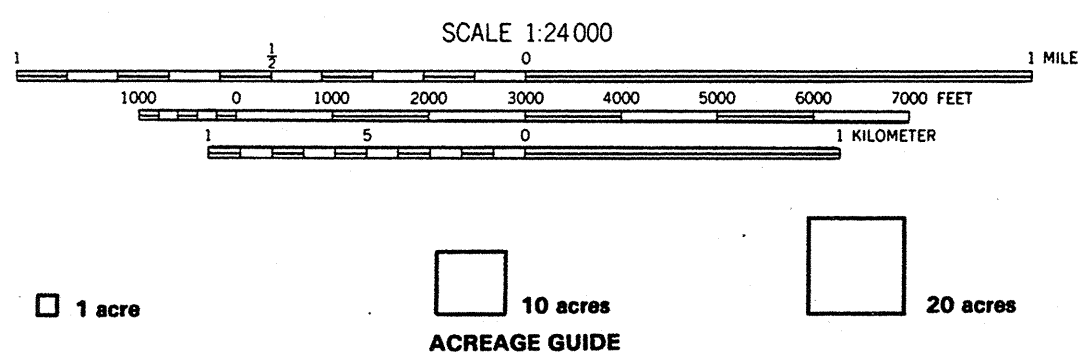 SCALE 1:24 000
1 1/2 0 1 MILE
1000 0 1000 2000 3000 4000 5000 6000 7000 FEET
1 5 0 1 KILOMETER
1 acre 10 acres 20 acres
ACREAGE GUIDE